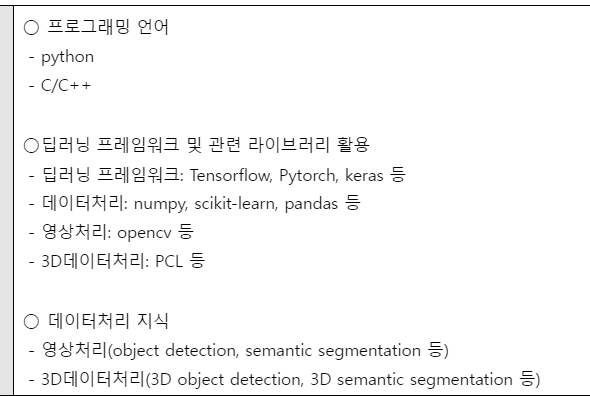 ○ 프로그래밍 언어
- python
- C/C++
○딥러닝 프레임워크 및 관련 라이브러리 활용
- 딥러닝 프레임워크: Tensorflow, Pytorch, keras 등
- 데이터처리: numpy, scikit-learn, pandas 등
- 영상처리: opencv 등
- 3D데이터처리: PCL 등
○ 데이터처리 지식
- 영상처리(object detection, semantic segmentation 등)
- 3D데이터처리(3D object detection, 3D semantic segmentation 등)